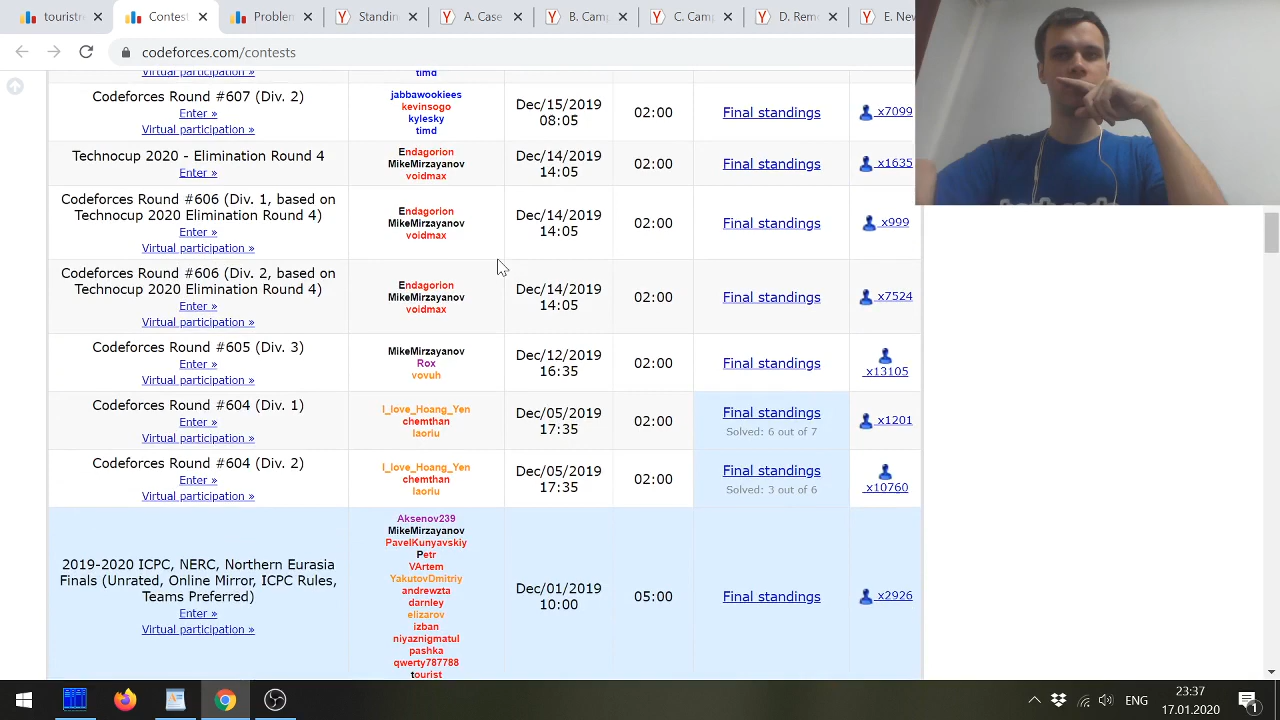 touristr
Contest
Problem
Standin
A. Case
B. Camp
C. Camp
D. Remo
E. Nev
codeforces.com/contests
Virtual participation »
timd
Codeforces Round #607 (Div. 2)
Enter »
Virtual participation »
jabbawookiees
kevinsogo
kylesky
timd
Dec/15/2019
08:05
02:00
Final standings
x7099
Technocup 2020 - Elimination Round 4
Enter »
Endagorion
MikeMirzayanov
voidmax
Dec/14/2019
14:05
02:00
Final standings
x1635
Codeforces Round #606 (Div. 1, based on
Technocup 2020 Elimination Round 4)
Enter »
Virtual participation »
Endagorion
MikeMirzayanov
voidmax
Dec/14/2019
14:05
02:00
Final standings
x999
Codeforces Round #606 (Div. 2, based on
Technocup 2020 Elimination Round 4)
Enter »
Virtual participation »
Endagorion
MikeMirzayanov
voidmax
Dec/14/2019
14:05
02:00
Final standings
x7524
Codeforces Round #605 (Div. 3)
Enter »
Virtual participation »
MikeMirzayanov
Rox
vovuh
Dec/12/2019
16:35
02:00
Final standings
x13105
Codeforces Round #604 (Div. 1)
Enter »
Virtual participation »
I_love_Hoang_Yen
chemthan
laoriu
Dec/05/2019
17:35
02:00
Final standings
Solved: 6 out of 7
x1201
Codeforces Round #604 (Div. 2)
Enter »
Virtual participation »
I_love_Hoang_Yen
chemthan
laoriu
Dec/05/2019
17:35
02:00
Final standings
Solved: 3 out of 6
x10760
2019-2020 ICPC, NERC, Northern Eurasia
Finals (Unrated, Online Mirror, ICPC Rules,
Teams Preferred)
Enter »
Virtual participation »
Aksenov239
MikeMirzayanov
PavelKunyavskiy
Petr
VArtem
YakutovDmitriy
andrewzta
darnley
elizarov
izban
niyaznigmatul
pashka
qwerty787788
tourist
Dec/01/2019
10:00
05:00
Final standings
x2926
ENG
23:37
17.01.2020
1